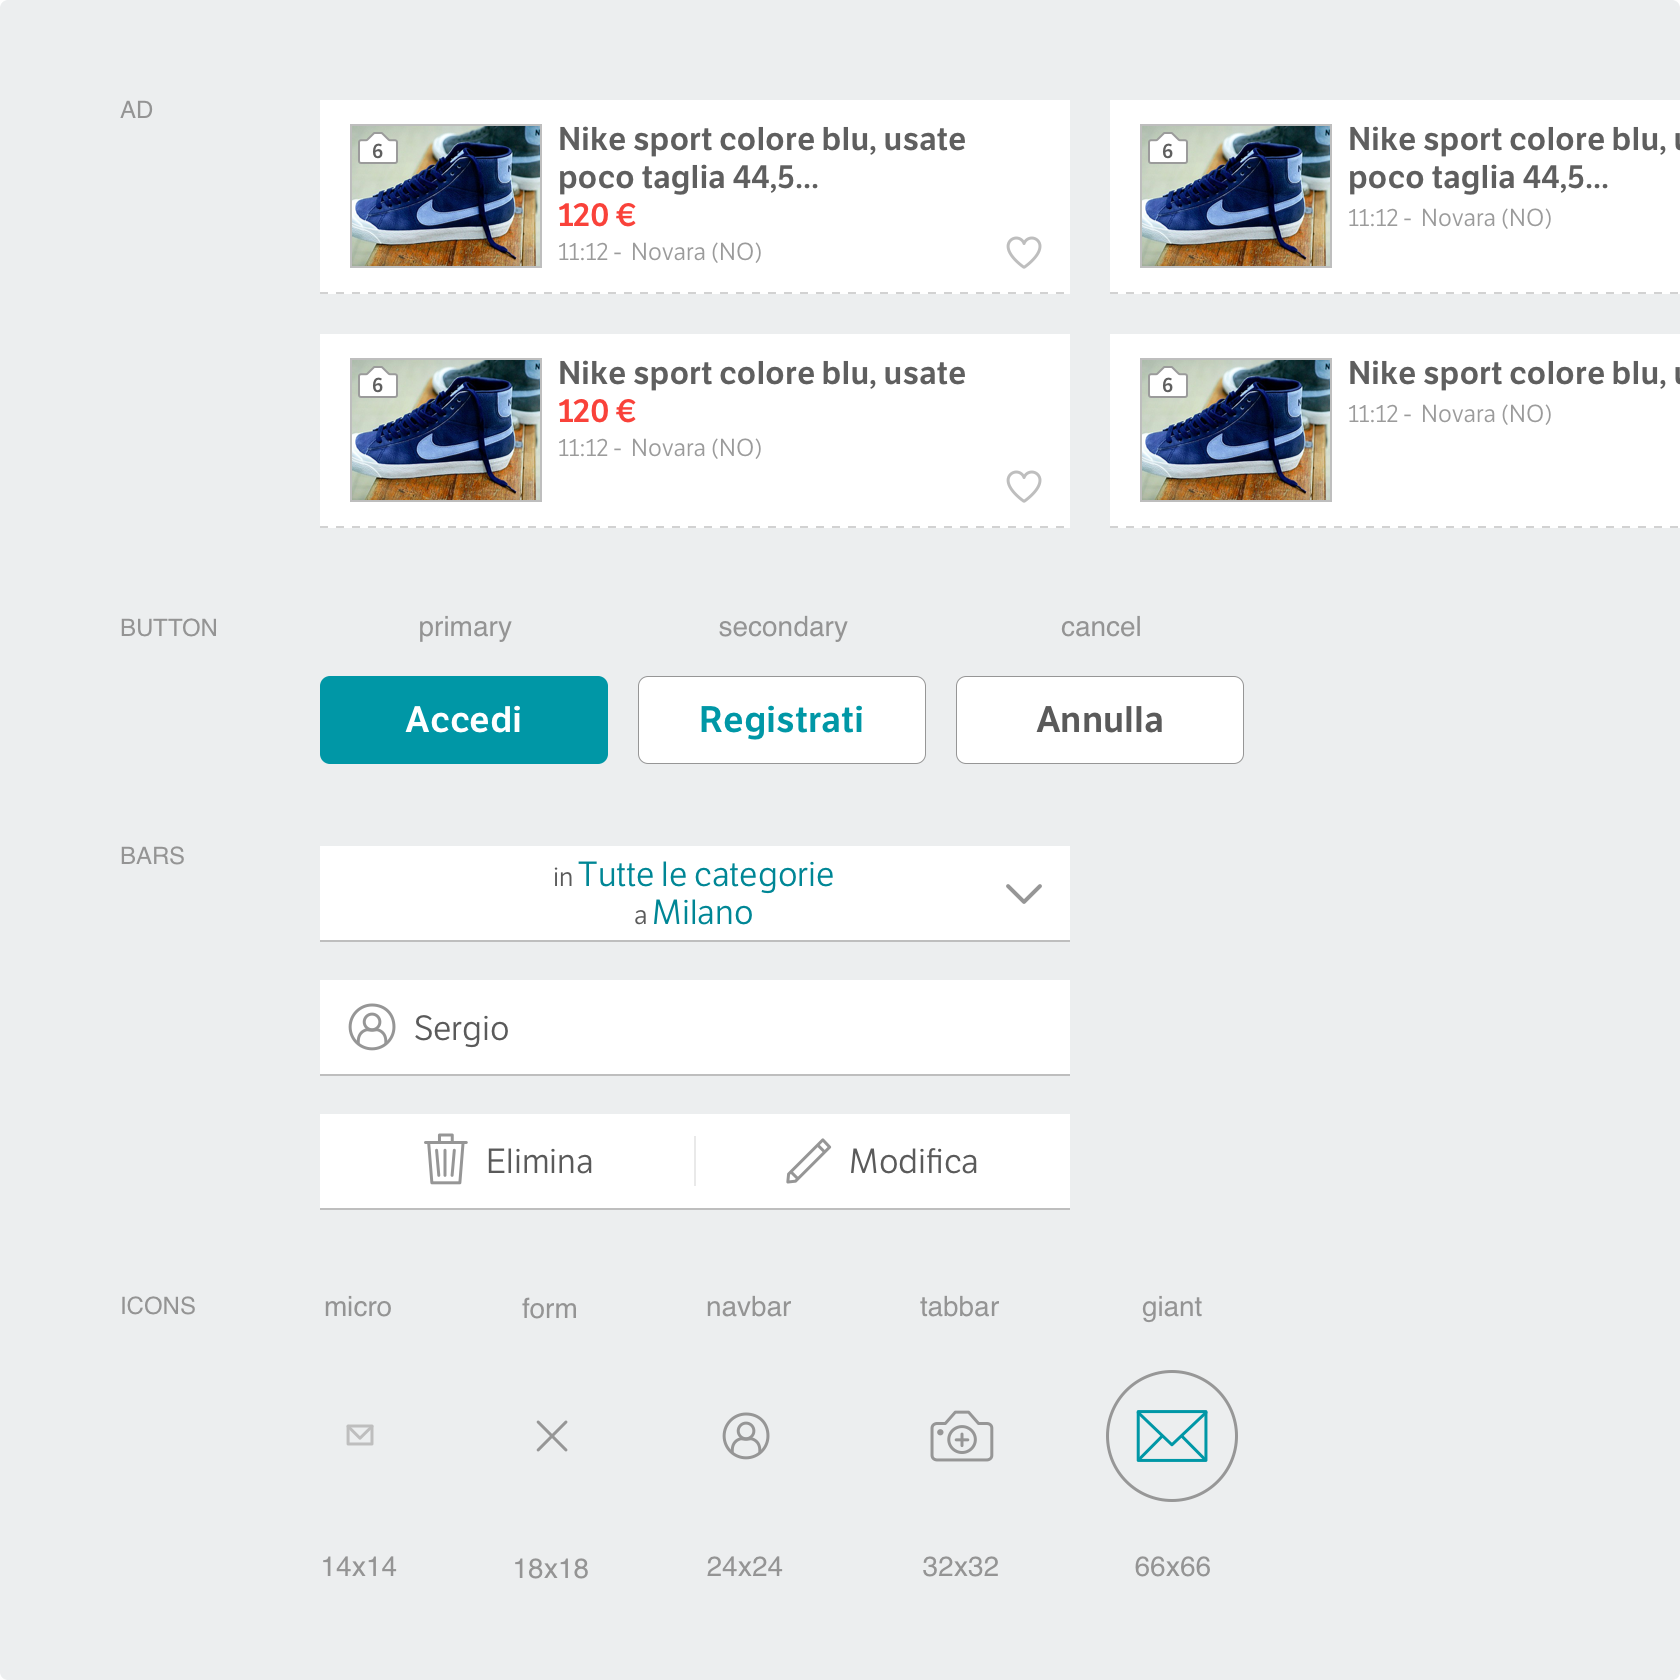 AD
6
Nike sport colore blu, usate
poco taglia 44,5...
120 €
11:12 - Novara (NO)
6
Nike sport colore blu,
poco taglia 44,5...
11:12 - Novara (NO)
6
Nike sport colore blu, usate
120 €
11:12 - Novara (NO)
6
Nike sport colore blu,
11:12 - Novara (NO)
BUTTON
primary
secondary
cancel
Accedi
Registrati
Annulla
BARS
in Tutte le categorie
a Milano
Sergio
Elimina
Modifica
ICONS
micro
form
navbar
tabbar
giant
14x14
18x18
24x24
32x32
66x66